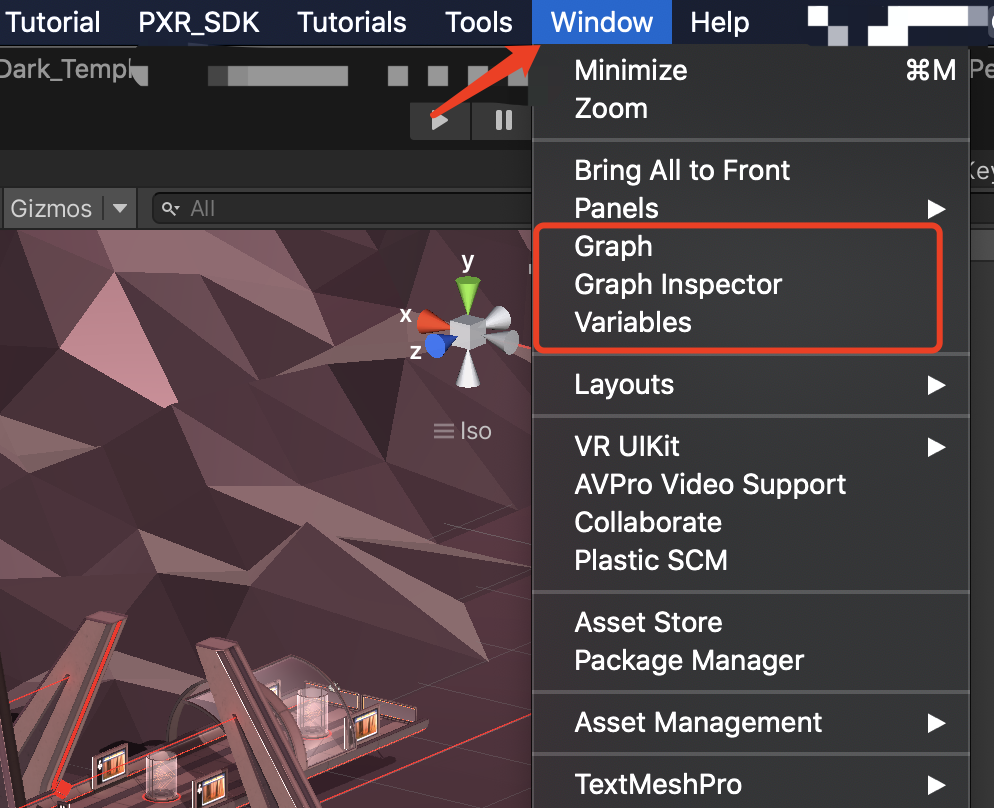 Tutorial PXR_SDK Tutorials Tools Window Help
Minimize ⌘M
Zoom
Bring All to Front
Panels
Graph
Graph Inspector
Variables
Layouts
VR UIKit
AVPro Video Support
Collaborate
Plastic SCM
Asset Store
Package Manager
Asset Management
TextMeshPro
Gizmos All
y
x
z
Iso